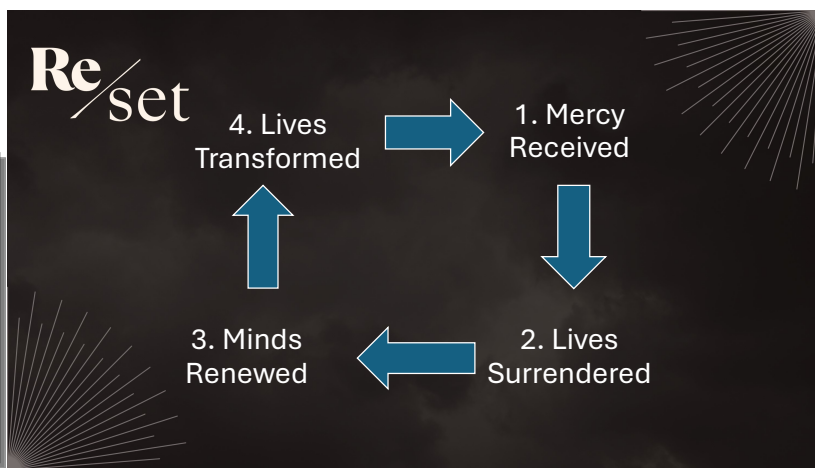 Re/set
4. Lives
Transformed
1. Mercy
Received
3. Minds
Renewed
2. Lives
Surrendered